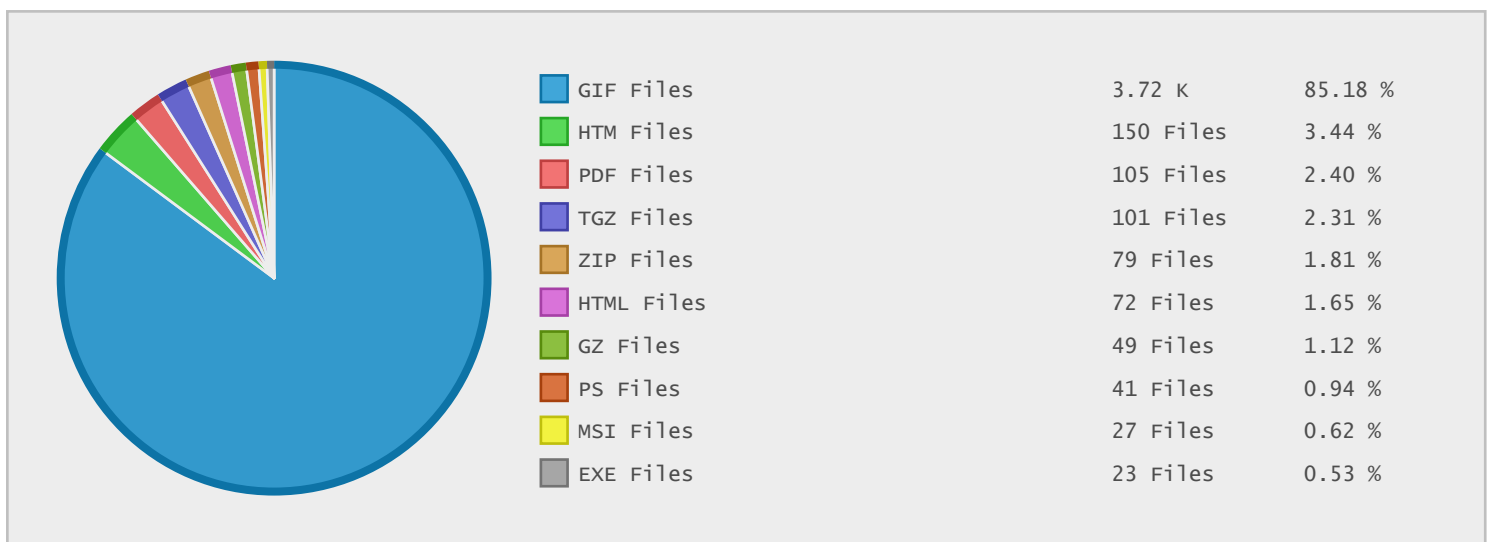 GIF Files 3.72 K 85.18 %
HTM Files 150 Files 3.44 %
PDF Files 105 Files 2.40 %
TGZ Files 101 Files 2.31 %
ZIP Files 79 Files 1.81 %
HTML Files 72 Files 1.65 %
GZ Files 49 Files 1.12 %
PS Files 41 Files 0.94 %
MSI Files 27 Files 0.62 %
EXE Files 23 Files 0.53 %